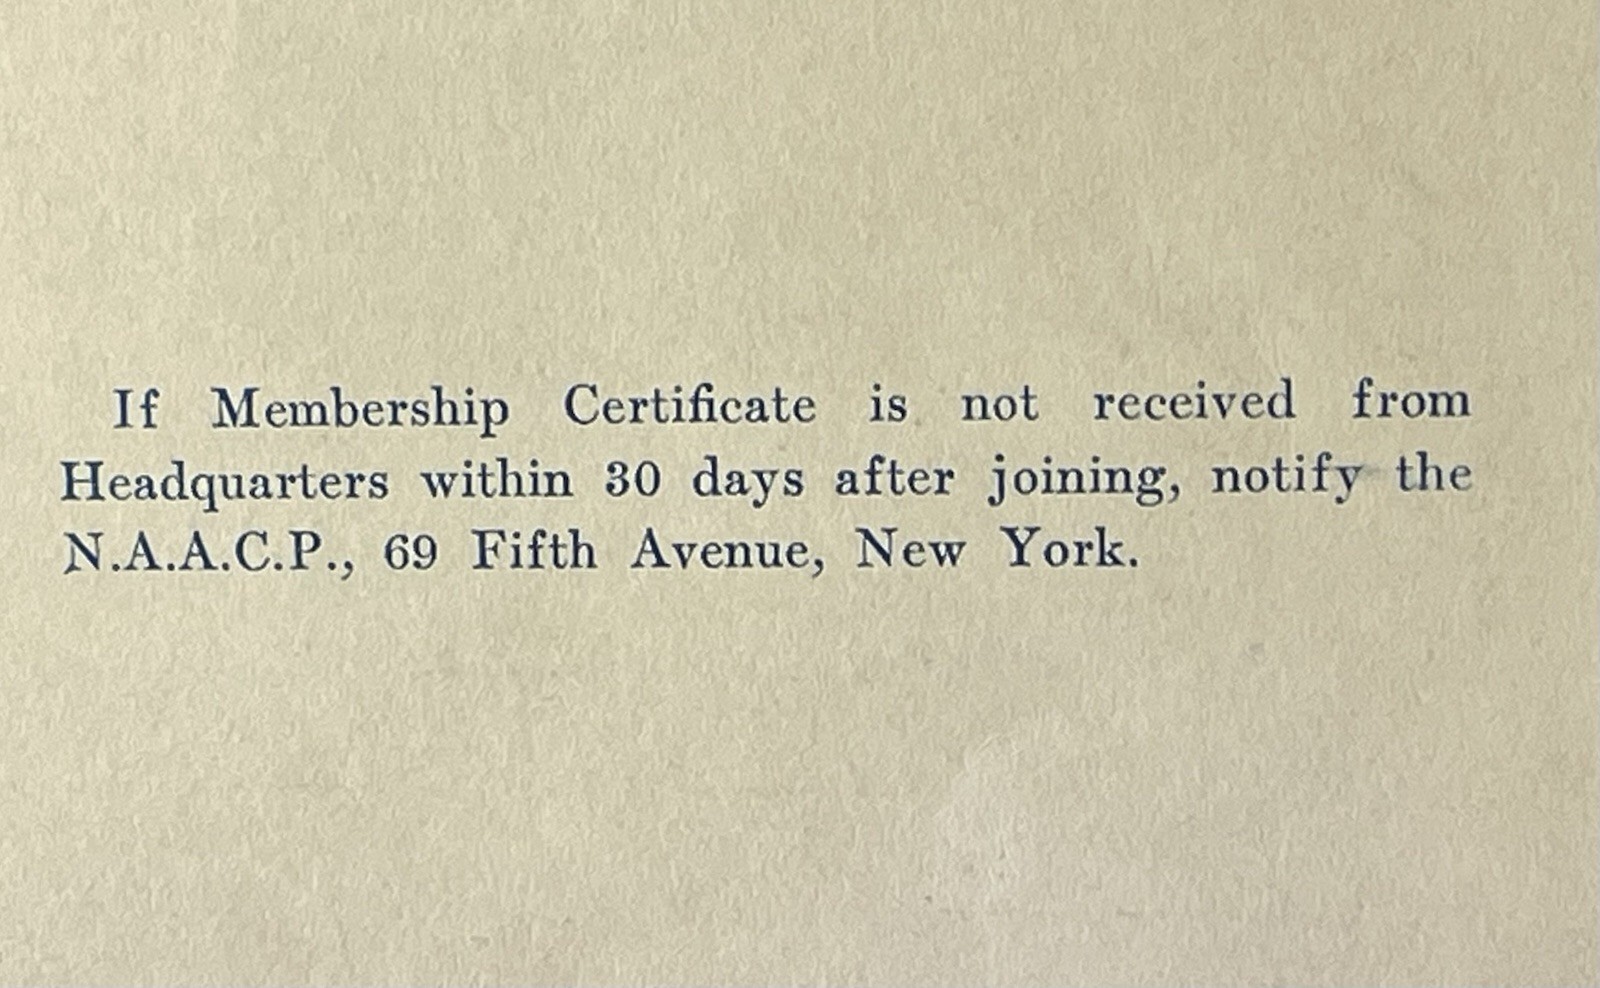 If Membership Certificate is not received from
Headquarters within 30 days after joining, notify the
N.A.A.C.P., 69 Fifth Avenue, New York.